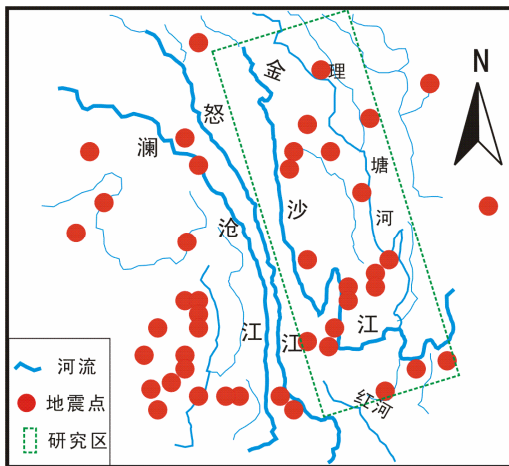 金
理
怒
N
澜
塘
沙
河
沧
江
江
江
红河
河流
地震点
研究区